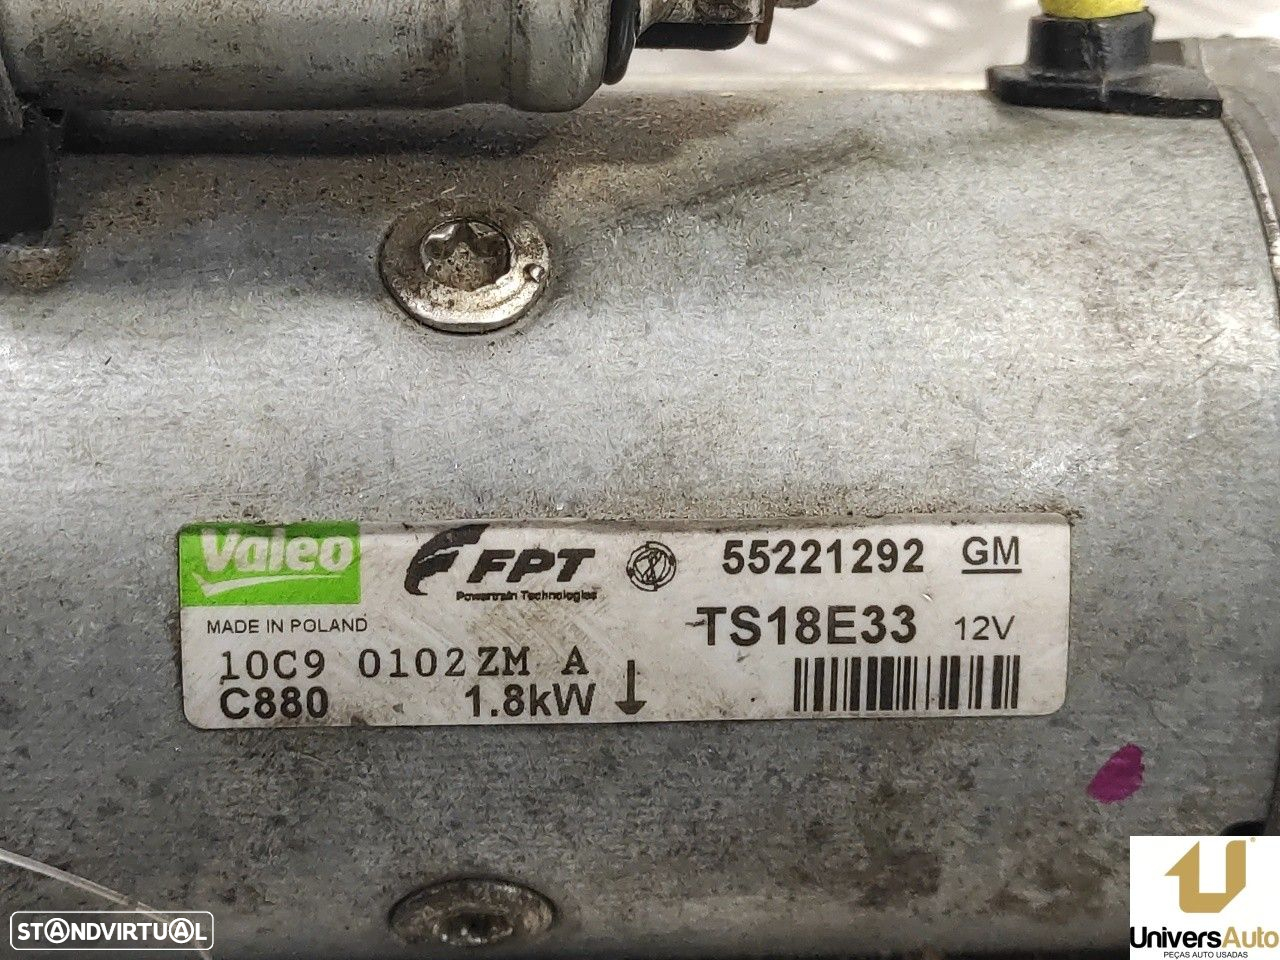 Valeo
FPT
Powertrain Technologies
55221292 GM
MADE IN POLAND
TS18E33 12V
10C9 0102ZM A
C880 1.8kW
STANDVIRTUAL
UniversAuto
PEÇAS AUTO USADAS